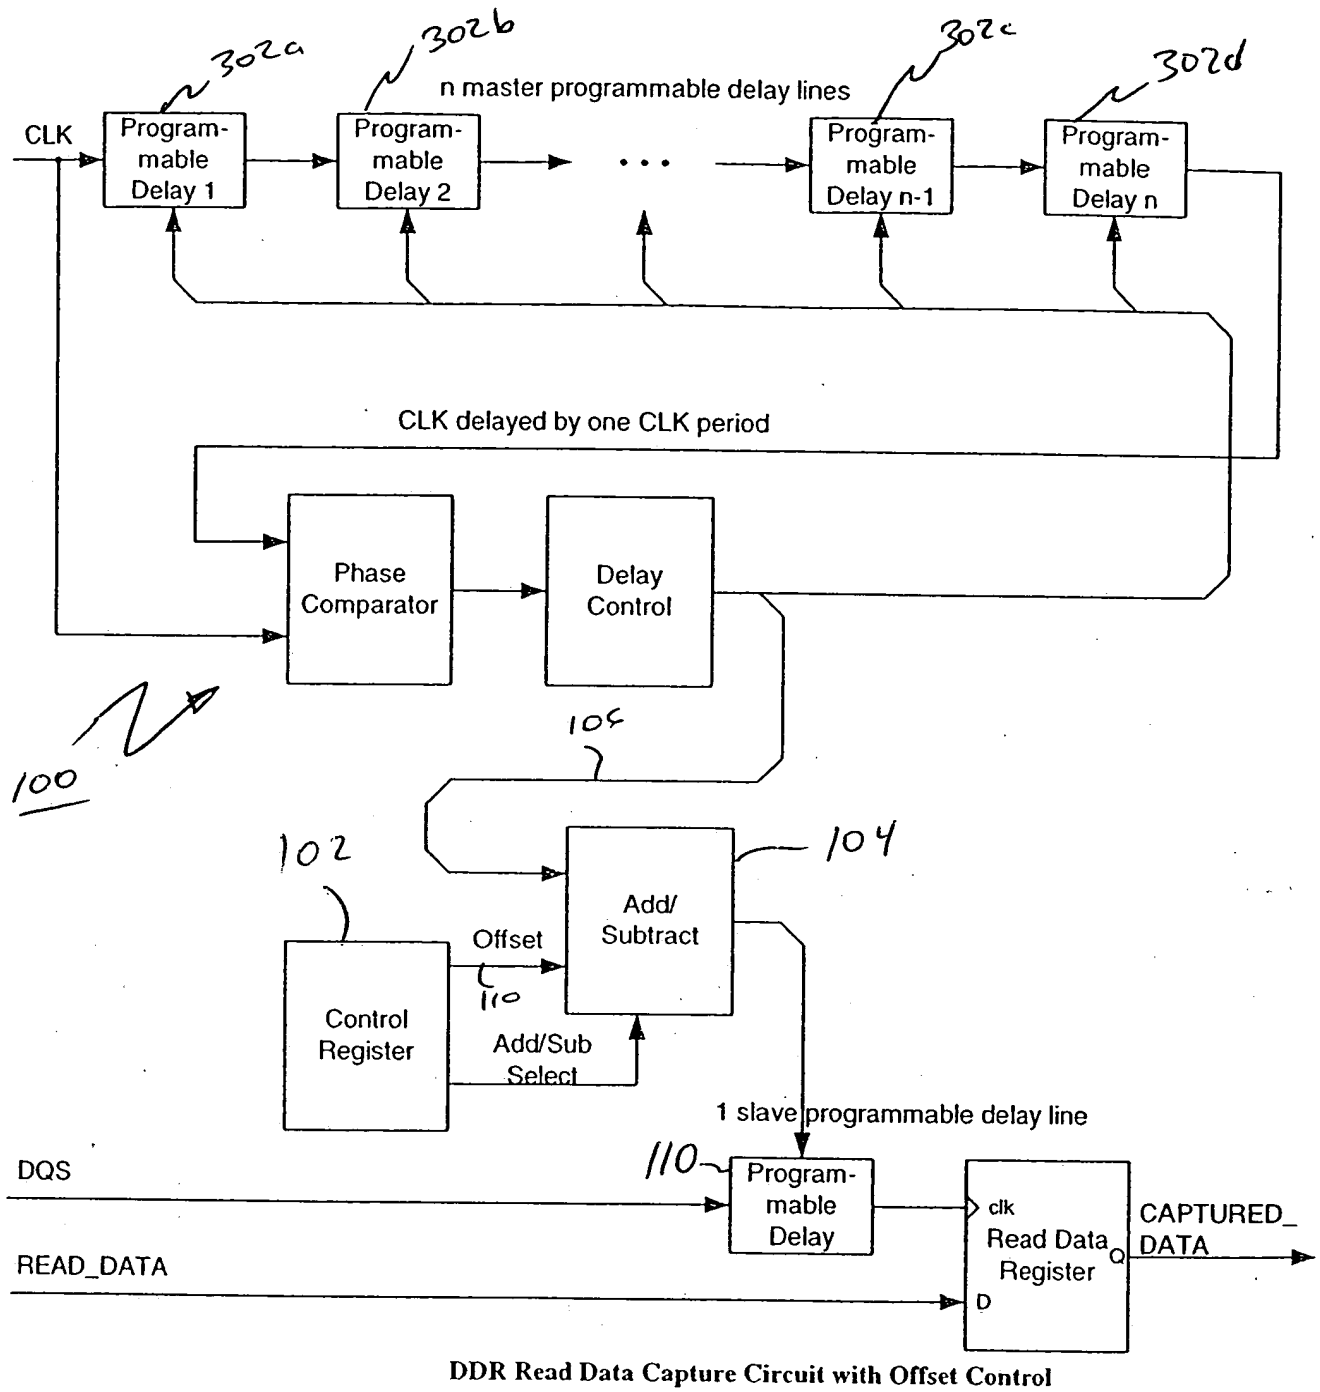 302a
302b
302c
302d
n master programmable delay lines
CLK
Program-
mable
Delay 1
Program-
mable
Delay 2
• • •
Program-
mable
Delay n-1
Program-
mable
Delay n
CLK delayed by one CLK period
Phase
Comparator
Delay
Control
100
102
104
Add/
Subtract
Offset
110
Control
Register
Add/Sub
Select
1 slave programmable delay line
DQS
110
Program-
mable
Delay
clk
Read Data
Register
Q
D
CAPTURED_
DATA
READ_DATA
DDR Read Data Capture Circuit with Offset Control